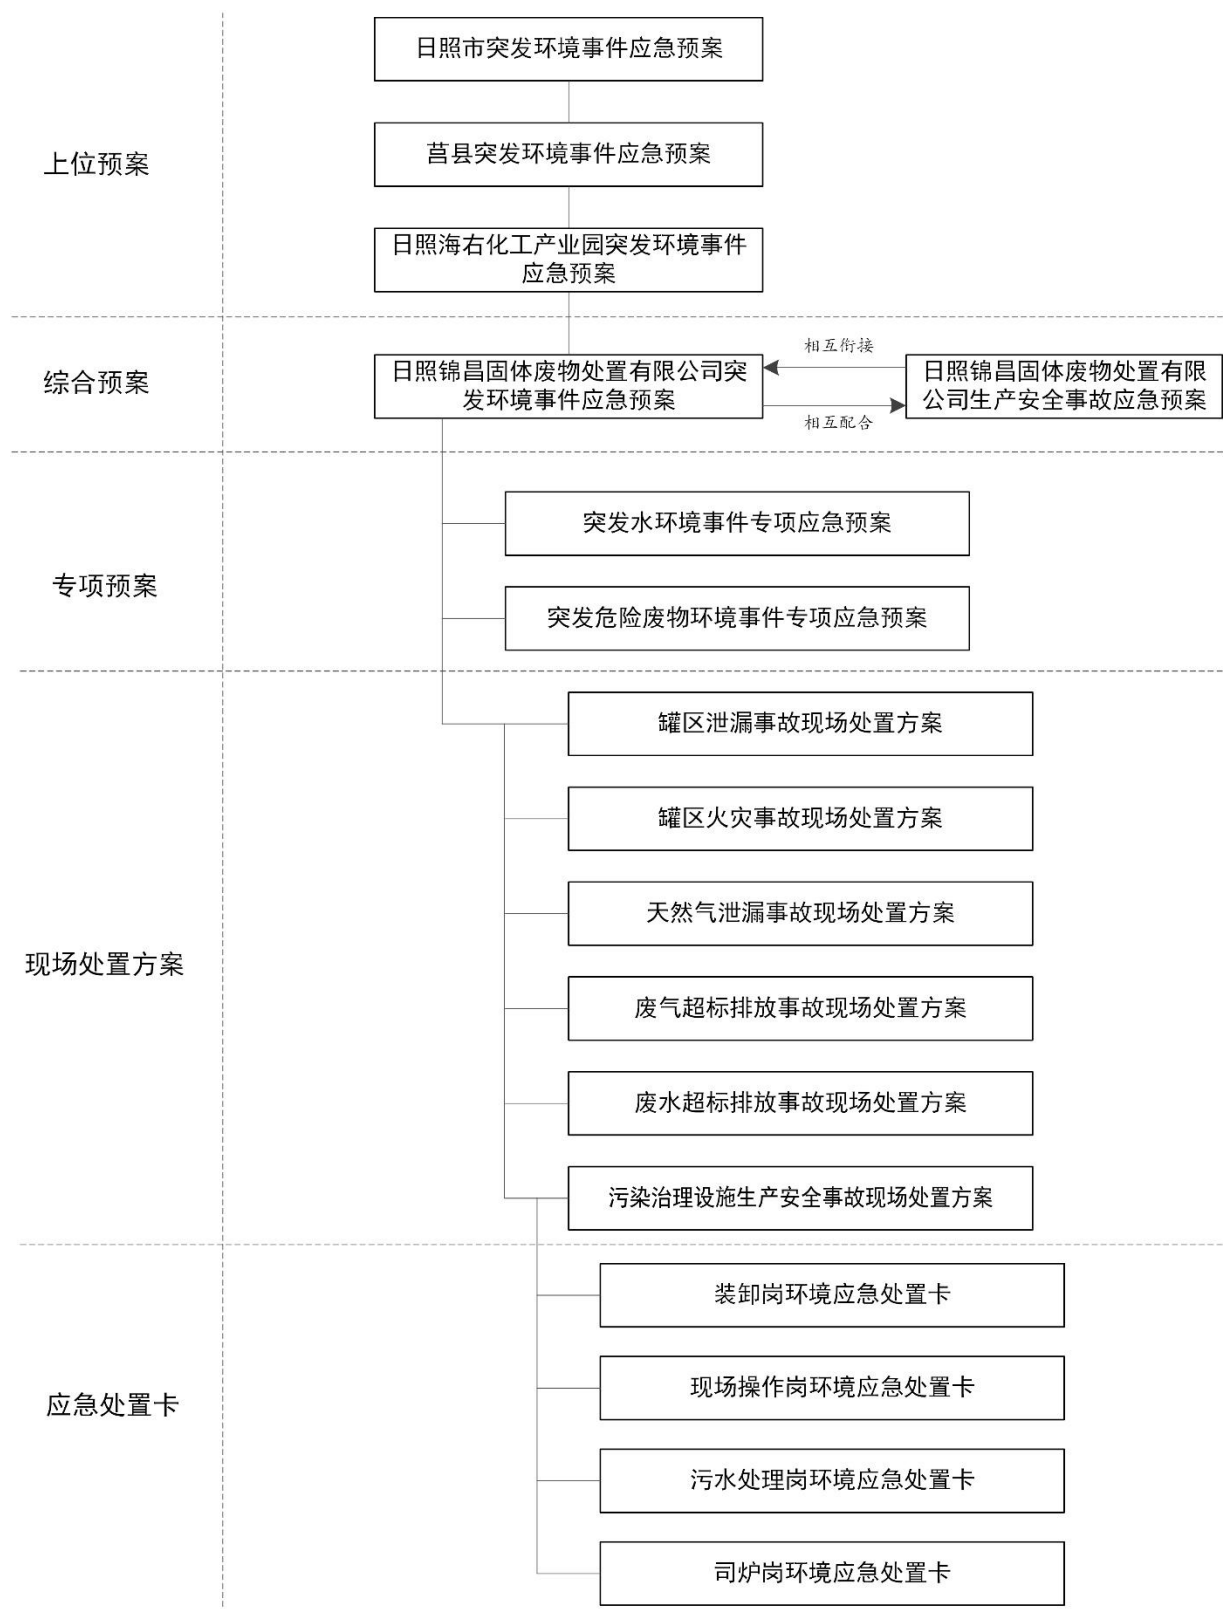 日照市突发环境事件应急预案
上位预案
莒县突发环境事件应急预案
日照海右化工产业园突发环境事件
应急预案
综合预案
日照锦昌固体废物处置有限公司突
发环境事件应急预案
相互衔接
相互配合
日照锦昌固体废物处置有限
公司生产安全事故应急预案
专项预案
突发水环境事件专项应急预案
突发危险废物环境事件专项应急预案
现场处置方案
罐区泄漏事故现场处置方案
罐区火灾事故现场处置方案
天然气泄漏事故现场处置方案
废气超标排放事故现场处置方案
废水超标排放事故现场处置方案
污染治理设施生产安全事故现场处置方案
应急处置卡
装卸岗环境应急处置卡
现场操作岗环境应急处置卡
污水处理岗环境应急处置卡
司炉岗环境应急处置卡